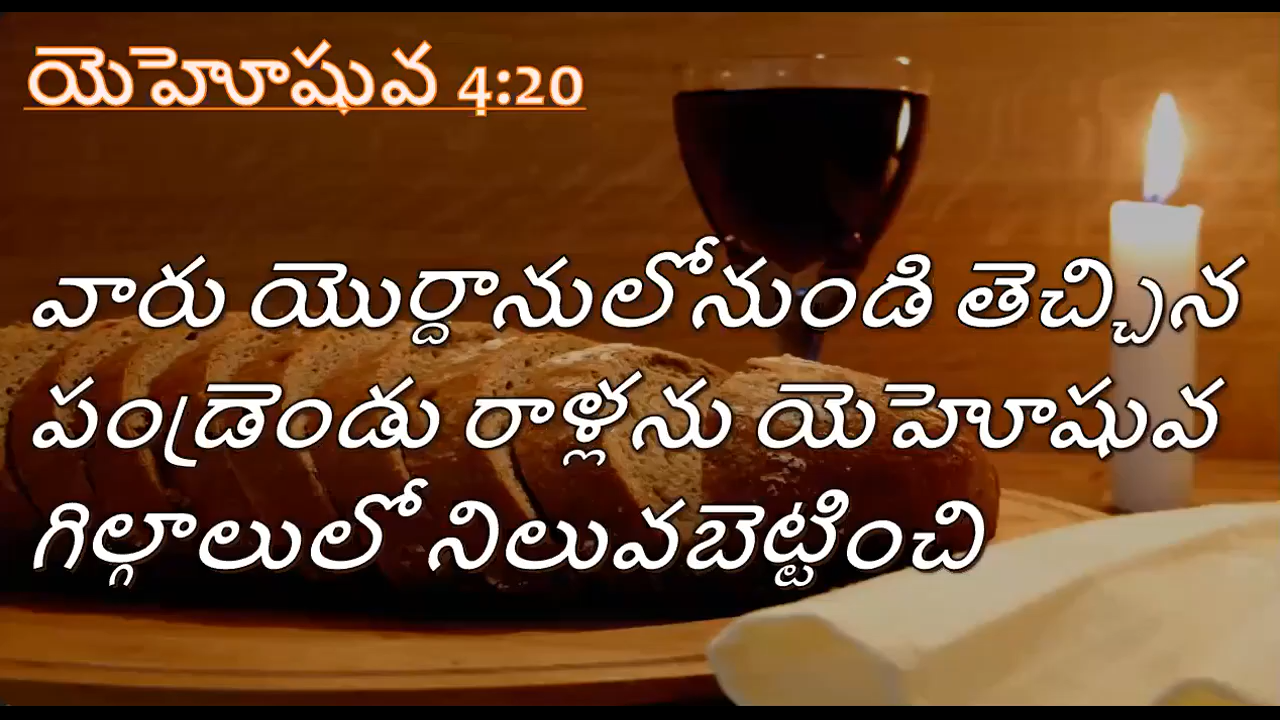 యెహోషువ 4:20
వారు యొర్దానులోనుండి తెచ్చిన
పండ్రెండు రాళ్లను యెహోషువ
గిల్గాలులో నిలువబెట్టించి